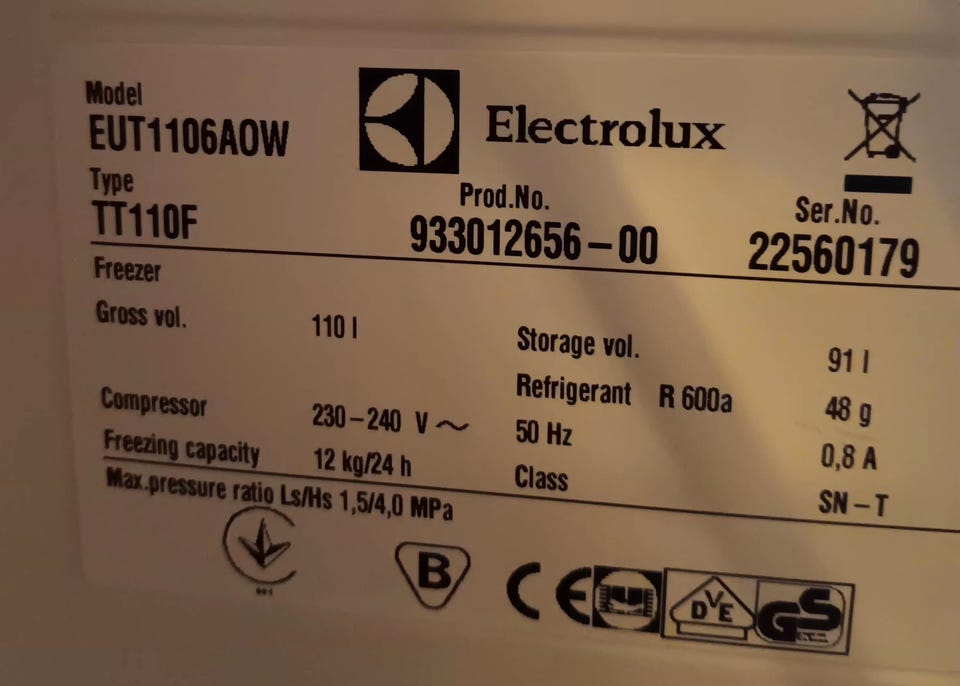 Model
EUT1106AOW
Electrolux
Type
TT110F
Prod.No.
933012656-00
Ser.No.
22560179
Freezer
Gross vol. 110 l
Storage vol. 91 l
Refrigerant R 600a 48 g
Compressor 230-240 V ~ 50 Hz 0,8 A
Freezing capacity 12 kg/24 h
Class SN-T
Max.pressure ratio Ls/Hs 1,5/4,0 MPa
B
CE
DVE
GS